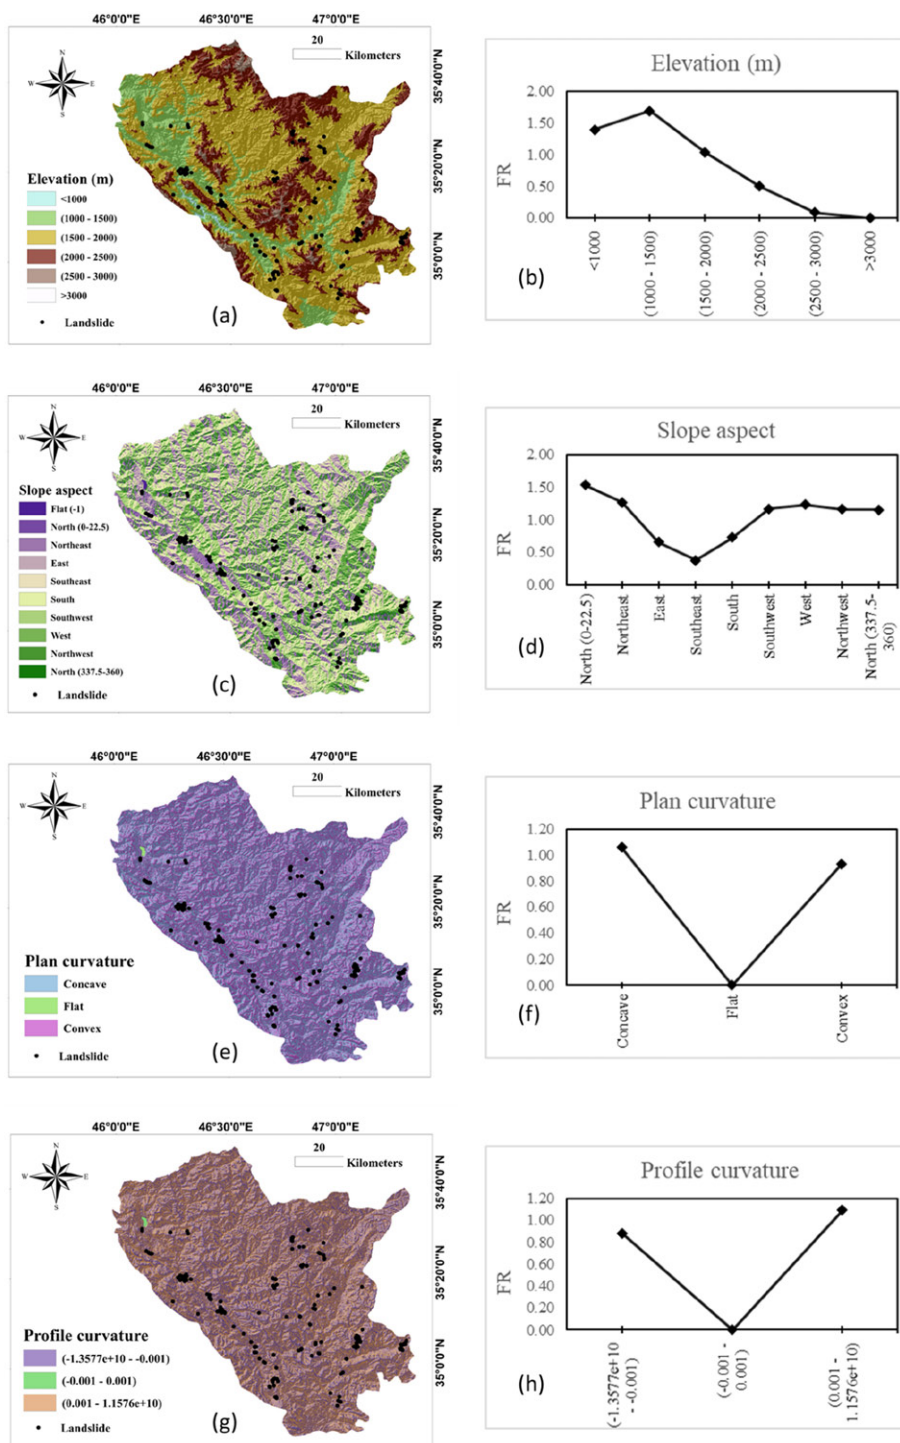 46°0'0"E 46°30'0"E 47°0'0"E
20
Kilometers
N
W E
S
35°40'0"N
35°20'0"N
35°0'0"N
Elevation (m)
<1000
(1000 - 1500)
(1500 - 2000)
(2000 - 2500)
(2500 - 3000)
>3000
Landslide
(a)
Elevation (m)
FR
2.00
1.50
1.00
0.50
0.00
<1000
(1000 - 1500)
(1500 - 2000)
(2000 - 2500)
(2500 - 3000)
>3000
(b)
46°0'0"E 46°30'0"E 47°0'0"E
20
Kilometers
N
W E
S
35°40'0"N
35°20'0"N
35°0'0"N
Slope aspect
Flat (-1)
North (0-22.5)
Northeast
East
Southeast
South
Southwest
West
Northwest
North (337.5-360)
Landslide
(c)
Slope aspect
FR
2.00
1.50
1.00
0.50
0.00
North (0-22.5)
Northeast
East
Southeast
South
Southwest
West
Northwest
North (337.5-
360)
(d)
46°0'0"E 46°30'0"E 47°0'0"E
20
Kilometers
N
W E
S
35°40'0"N
35°20'0"N
35°0'0"N
Plan curvature
Concave
Flat
Convex
Landslide
(e)
Plan curvature
FR
1.20
1.00
0.80
0.60
0.40
0.20
0.00
Concave
Flat
Convex
(f)
46°0'0"E 46°30'0"E 47°0'0"E
20
Kilometers
N
W E
S
35°40'0"N
35°20'0"N
35°0'0"N
Profile curvature
(-1.3577e+10 - -0.001)
(-0.001 - 0.001)
(0.001 - 1.1576e+10)
Landslide
(g)
Profile curvature
FR
1.20
1.00
0.80
0.60
0.40
0.20
0.00
(-1.3577e+10
- -0.001)
(-0.001 -
0.001)
(0.001 -
1.1576e+10)
(h)